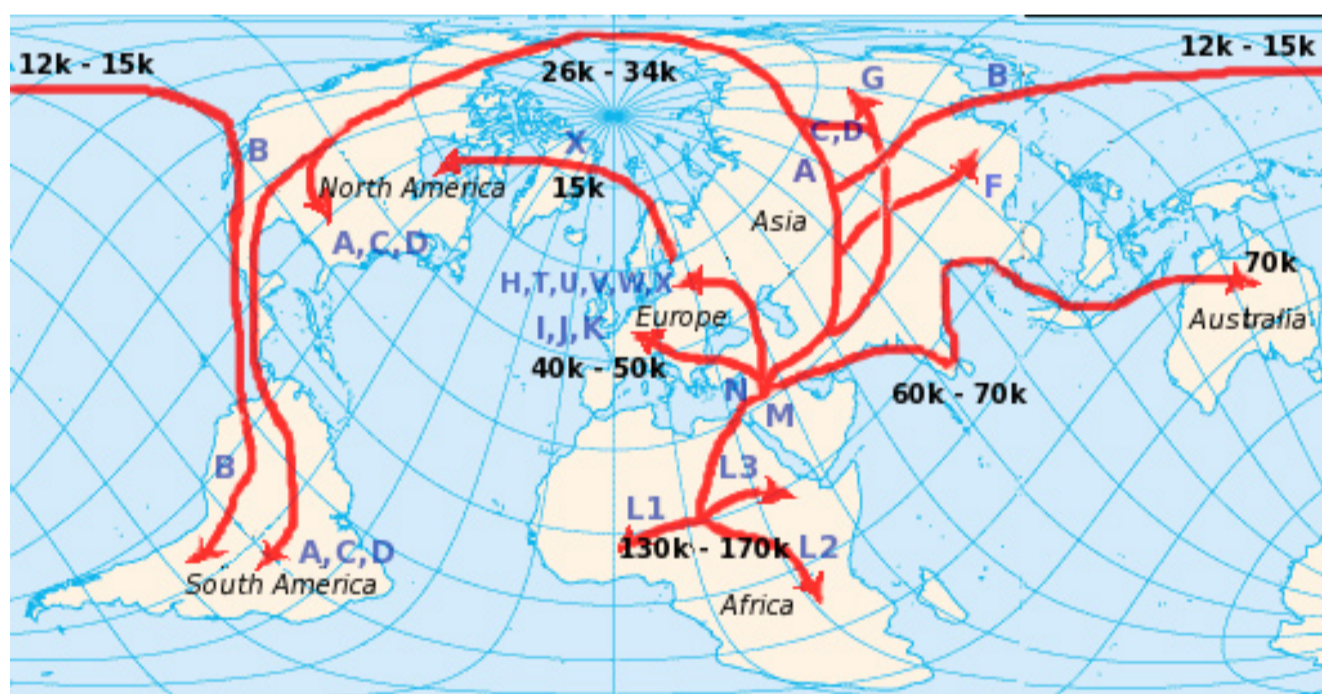 12k - 15k
12k - 15k
26k - 34k
G
B
C,D
B
X
A
15k
North America
F
Asia
A,C,D
70k
H,T,U,V,W,X
Europe
Australia
I,J,K
40k - 50k
N
60k - 70k
M
B
L3
L1
130k - 170k
L2
A,C,D
South America
Africa